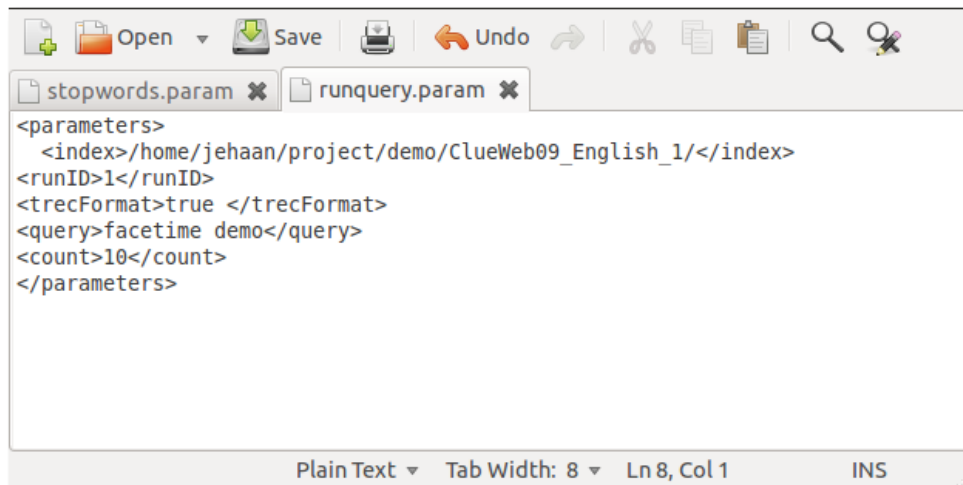 Open Save Undo
stopwords.param runquery.param
<parameters>
  <index>/home/jehaan/project/demo/ClueWeb09_English_1/</index>
<runID>1</runID>
<trecFormat>true </trecFormat>
<query>facetime demo</query>
<count>10</count>
</parameters>
Plain Text Tab Width: 8 Ln 8, Col 1 INS